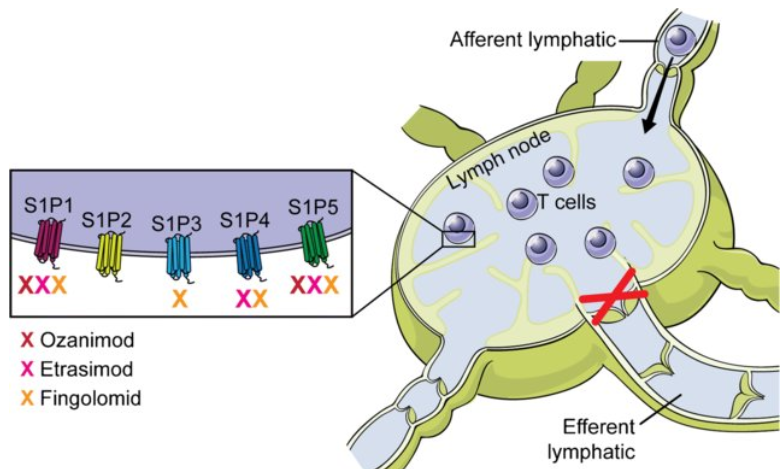 Afferent lymphatic
Lymph node
T cells
S1P1
S1P2
S1P3
S1P4
S1P5
XXX
X
XX
XXX
X Ozanimod
X Etrasimod
X Fingolomid
Efferent
lymphatic